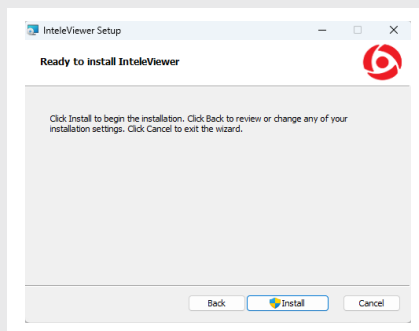 InteleViewer Setup
Ready to install InteleViewer
Click Install to begin the installation. Click Back to review or change any of your
installation settings. Click Cancel to exit the wizard.
Back
Install
Cancel